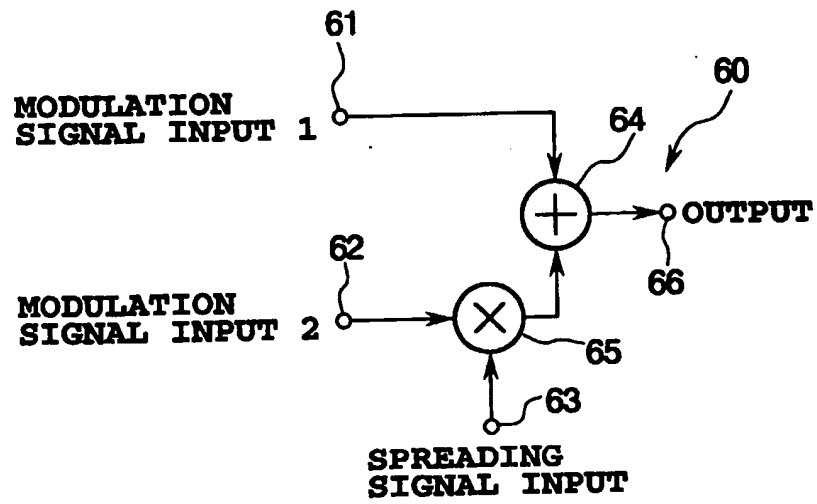 61
MODULATION
SIGNAL INPUT 1
60
64
+
OUTPUT
66
62
MODULATION
SIGNAL INPUT 2
×
65
63
SPREADING
SIGNAL INPUT